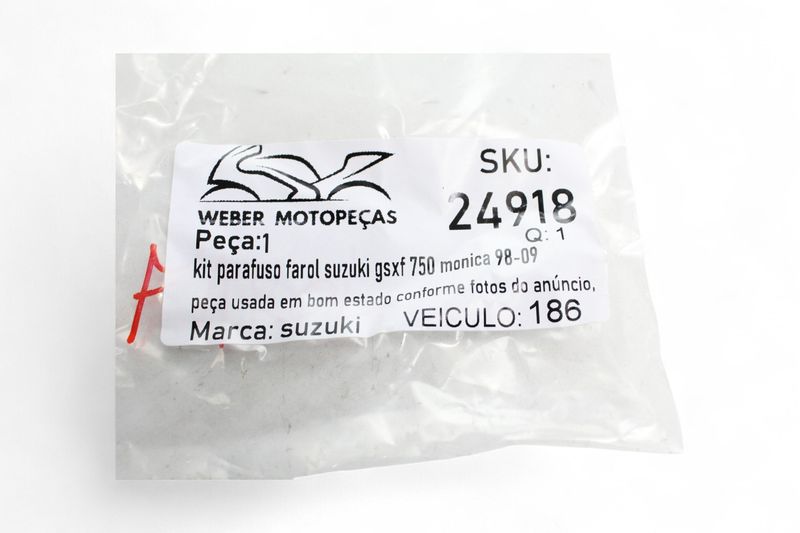 WEBER MOTOPEÇAS
SKU:
24918
Peça:1
Q: 1
kit parafuso farol suzuki gsxf 750 monica 98-09
peça usada em bom estado conforme fotos do anúncio,
Marca: suzuki
VEICULO: 186